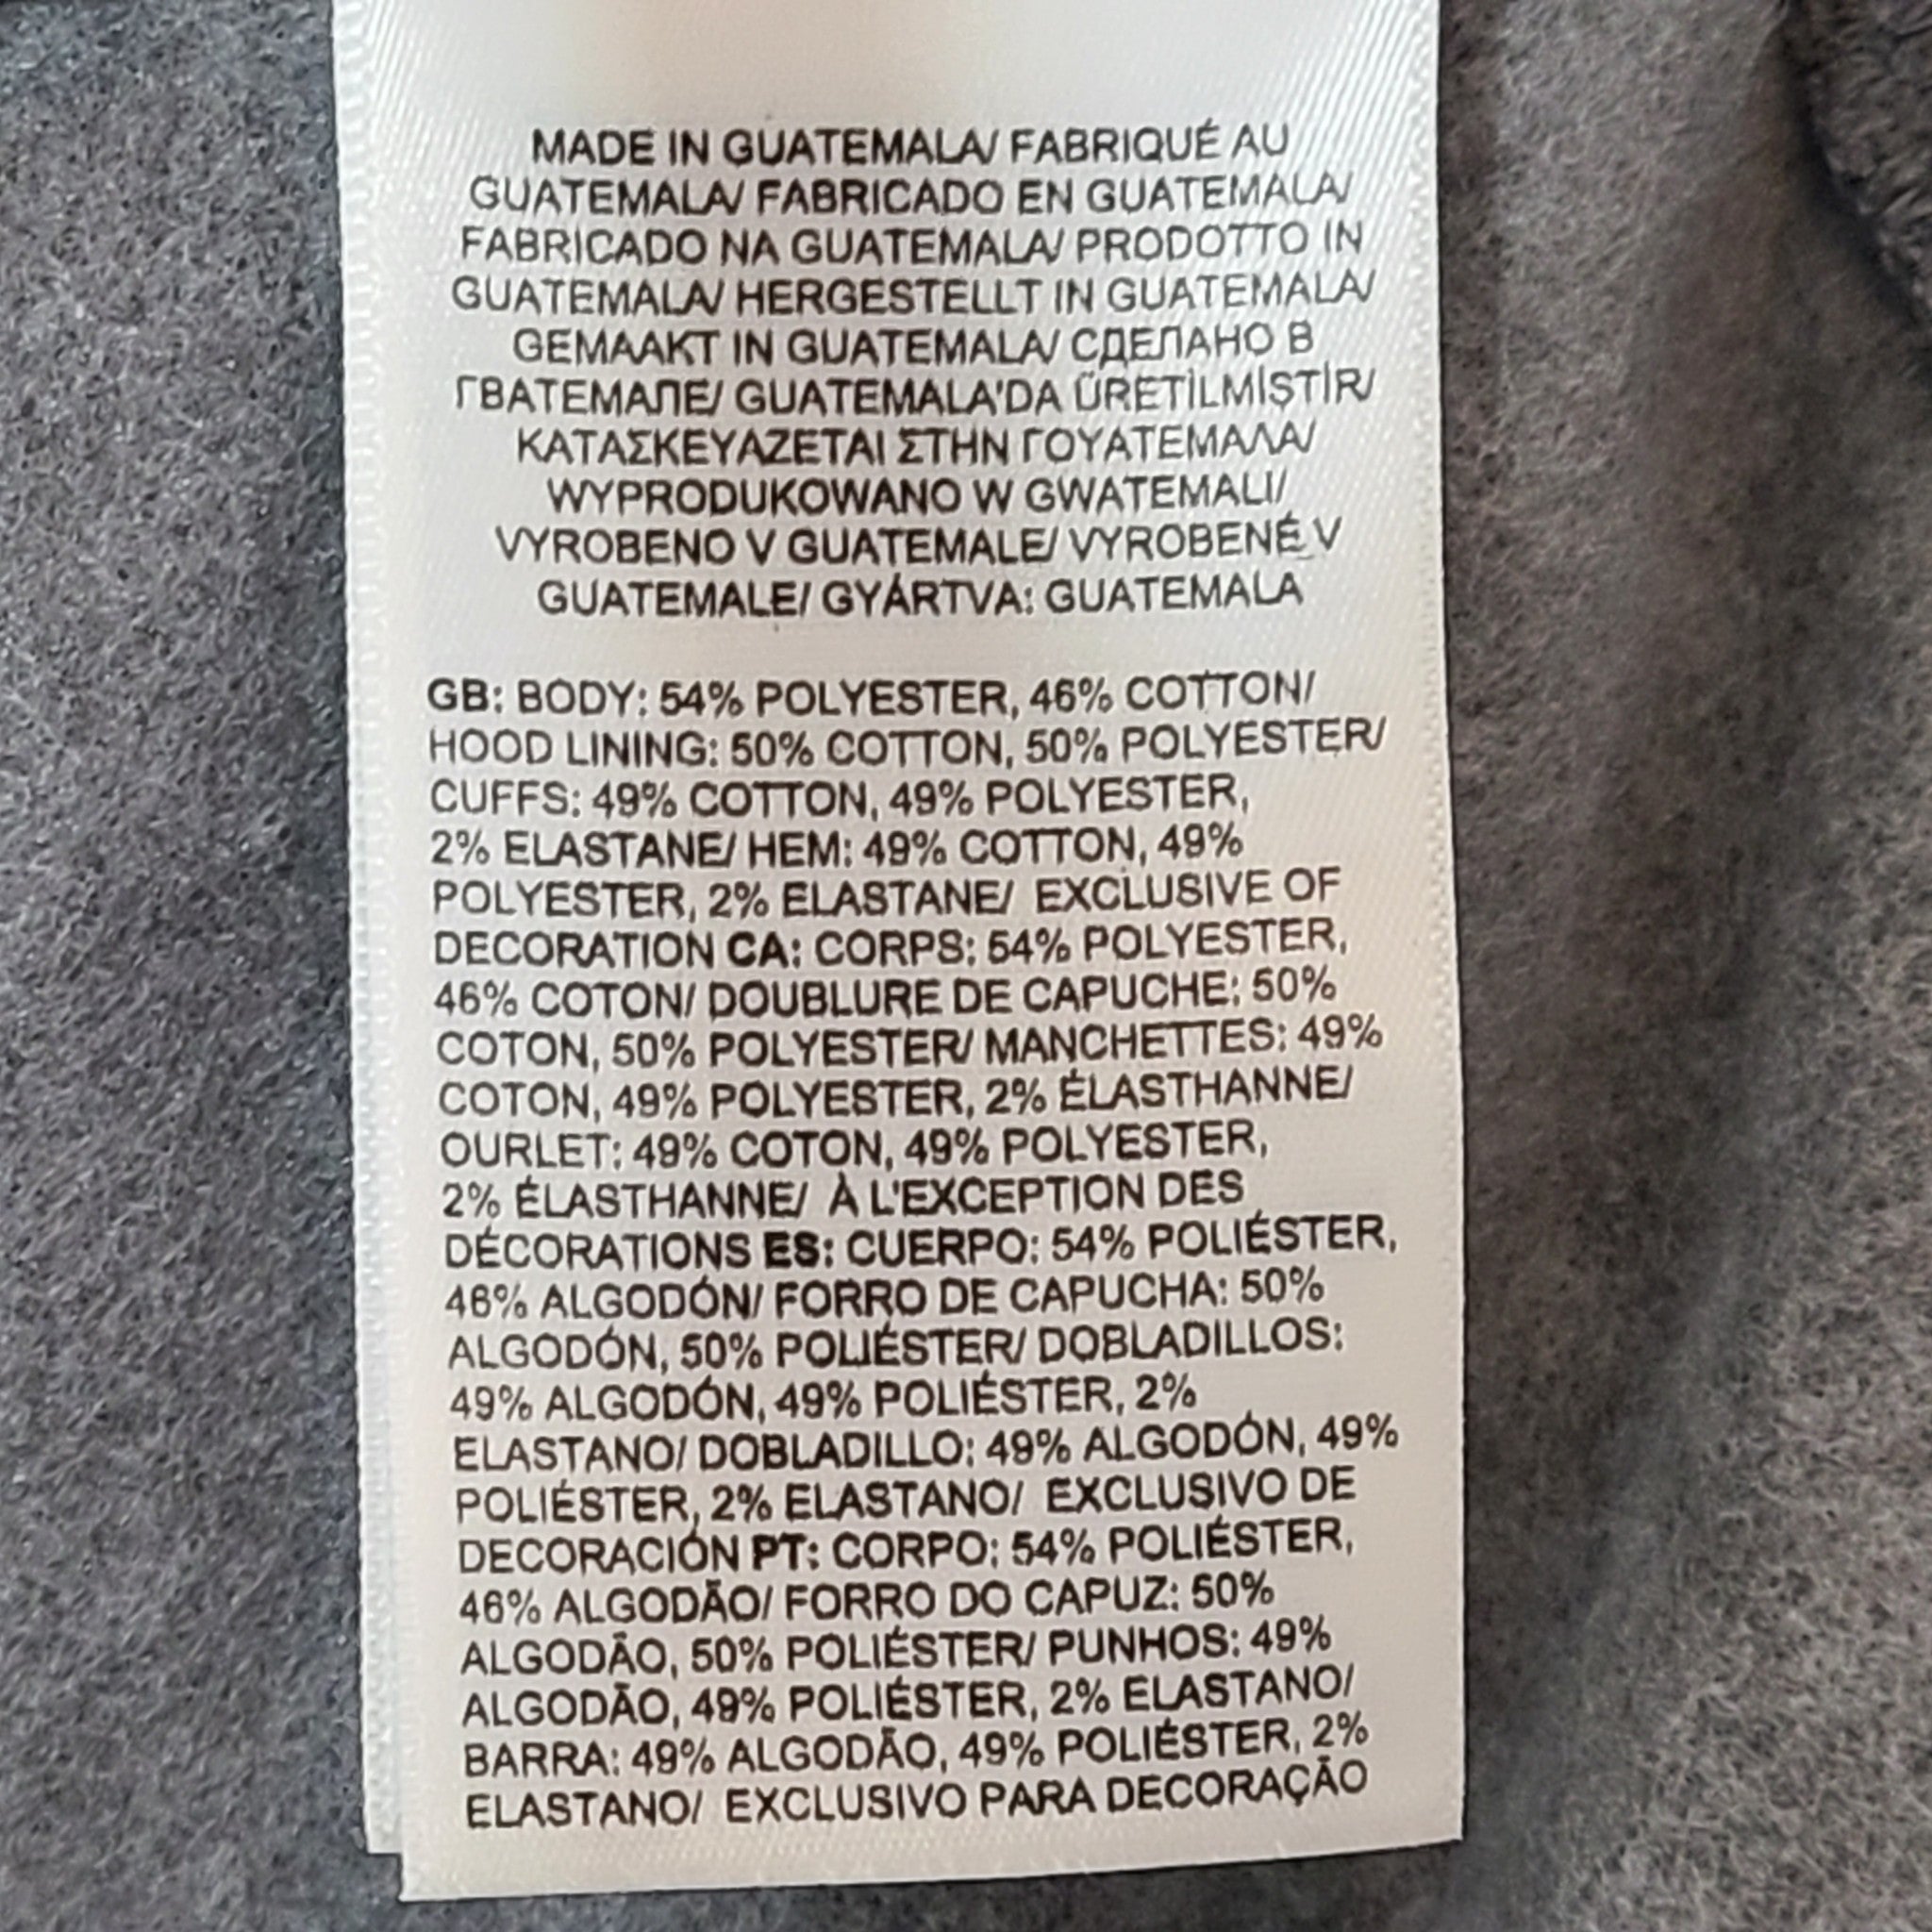 MADE IN GUATEMALA/ FABRIQUÉ AU
GUATEMALA/ FABRICADO EN GUATEMALA/
FABRICADO NA GUATEMALA/ PRODOTTO IN
GUATEMALA/ HERGESTELLT IN GUATEMALA/
GEMAAKT IN GUATEMALA/ СДЕЛАНО В
ГВАТЕМАЛЕ/ GUATEMALA'DA ÜRETİLMİŞTİR/
ΚΑΤΑΣΚΕΥΑΖΕΤΑΙ ΣΤΗΝ ΓΟΥΑΤΕΜΑΛΑ/
WYPRODUKOWANO W GWATEMALI/
VYROBENO V GUATEMALE/ VYROBENÉ V
GUATEMALE/ GYÁRTVA: GUATEMALA
GB: BODY: 54% POLYESTER, 46% COTTON/
HOOD LINING: 50% COTTON, 50% POLYESTER/
CUFFS: 49% COTTON, 49% POLYESTER,
2% ELASTANE/ HEM: 49% COTTON, 49%
POLYESTER, 2% ELASTANE/ EXCLUSIVE OF
DECORATION CA: CORPS: 54% POLYESTER,
46% COTON/ DOUBLURE DE CAPUCHE: 50%
COTON, 50% POLYESTER/ MANCHETTES: 49%
COTON, 49% POLYESTER, 2% ÉLASTHANNE/
OURLET: 49% COTON, 49% POLYESTER,
2% ÉLASTHANNE/ À L'EXCEPTION DES
DÉCORATIONS ES: CUERPO: 54% POLIÉSTER,
46% ALGODÓN/ FORRO DE CAPUCHA: 50%
ALGODÓN, 50% POLIÉSTER/ DOBLADILLOS:
49% ALGODÓN, 49% POLIÉSTER, 2%
ELASTANO/ DOBLADILLO: 49% ALGODÓN, 49%
POLIÉSTER, 2% ELASTANO/ EXCLUSIVO DE
DECORACIÓN PT: CORPO: 54% POLIÉSTER,
46% ALGODÃO/ FORRO DO CAPUZ: 50%
ALGODÃO, 50% POLIÉSTER/ PUNHOS: 49%
ALGODÃO, 49% POLIÉSTER, 2% ELASTANO/
BARRA: 49% ALGODÃO, 49% POLIÉSTER, 2%
ELASTANO/ EXCLUSIVO PARA DECORAÇÃO